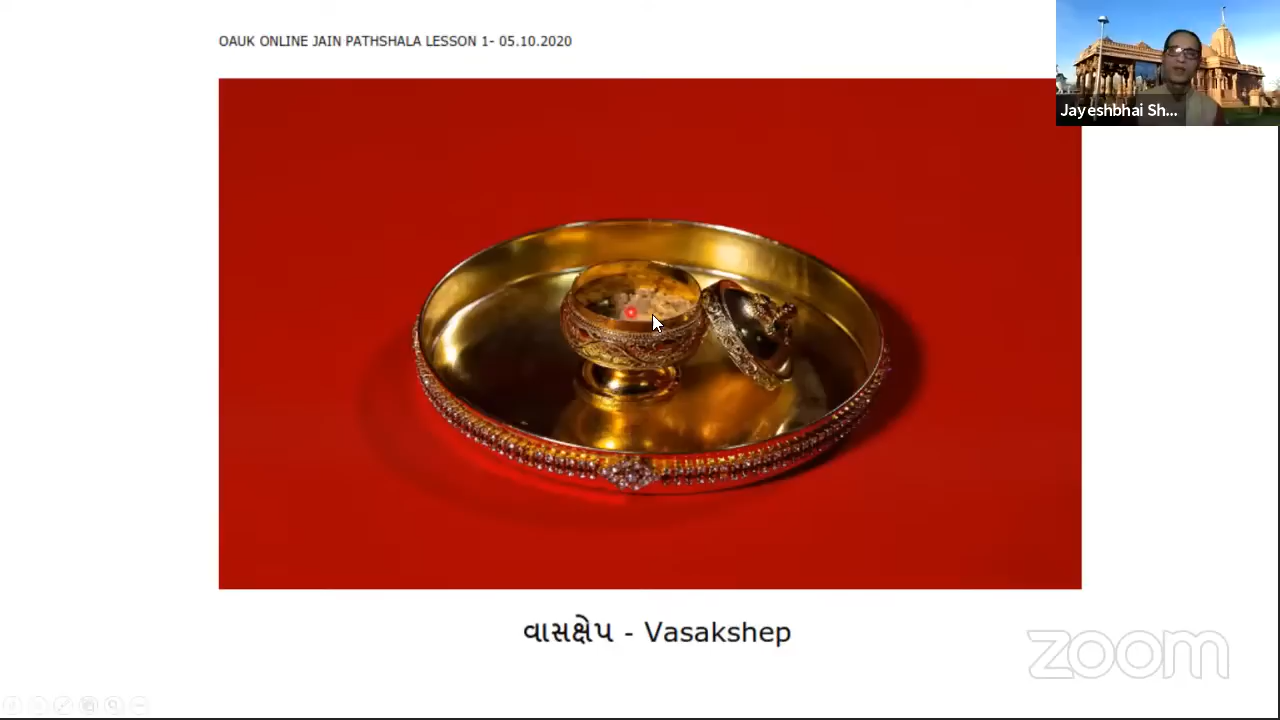 OAUK ONLINE JAIN PATHSHALA LESSON 1- 05.10.2020
Jayeshbhai Sh...
વાસક્ષેપ - Vasakshep
zoom